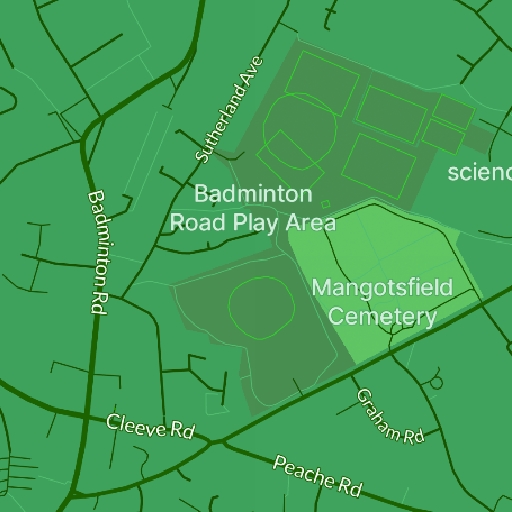 Sutherland Ave
scienc
Badminton
Road Play Area
Badminton Rd
Mangotsfield
Cemetery
Graham Rd
Cleeve Rd
Peache Rd